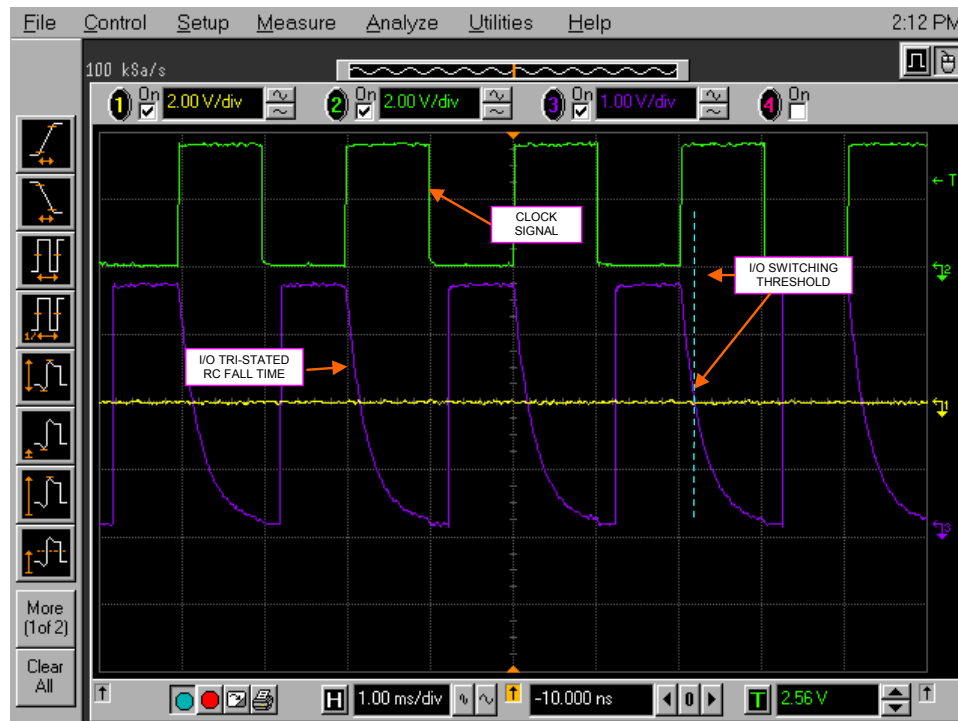 File Control Setup Measure Analyze Utilities Help 2:12 PM
100 kSa/s
1 On 2.00 V/div 2 On 2.00 V/div 3 On 1.00 V/div 4 On
T
CLOCK
SIGNAL
2
I/O SWITCHING
THRESHOLD
1/
I/O TRI-STATED
RC FALL TIME
1
3
More
(1of 2)
Clear
All
H 1.00 ms/div -10.000 ns 0 T 2.56 V